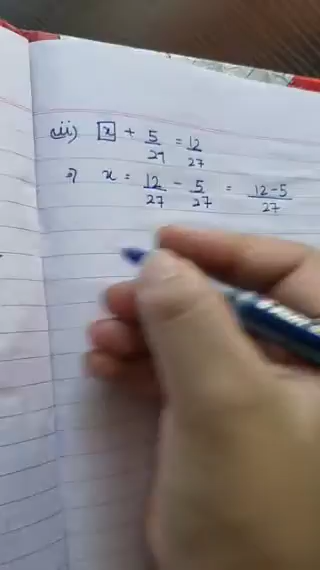 iii) x + 5/27 = 12/27
⇒ x = 12/27 - 5/27 = 12-5/27